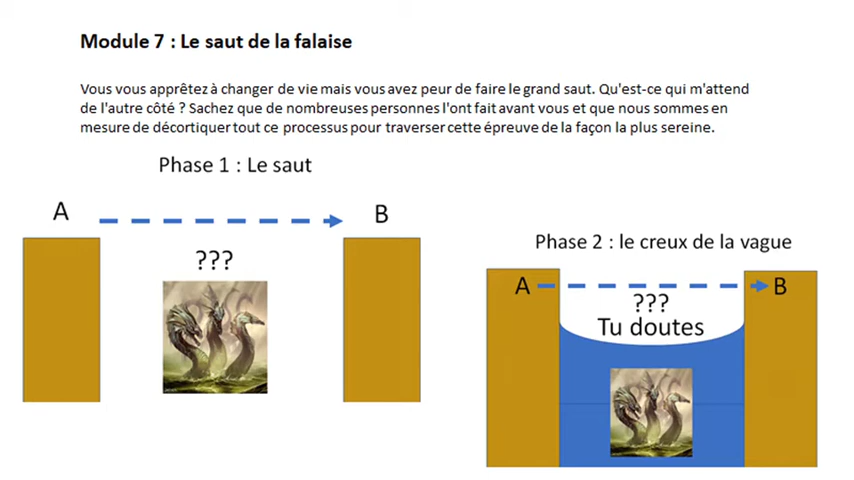 Module 7 : Le saut de la falaise
Vous vous apprêtez à changer de vie mais vous avez peur de faire le grand saut. Qu'est-ce qui m'attend
de l'autre côté ? Sachez que de nombreuses personnes l'ont fait avant vous et que nous sommes en
mesure de décortiquer tout ce processus pour traverser cette épreuve de la façon la plus sereine.
Phase 1 : Le saut
A
B
???
Phase 2 : le creux de la vague
A
B
???
Tu doutes